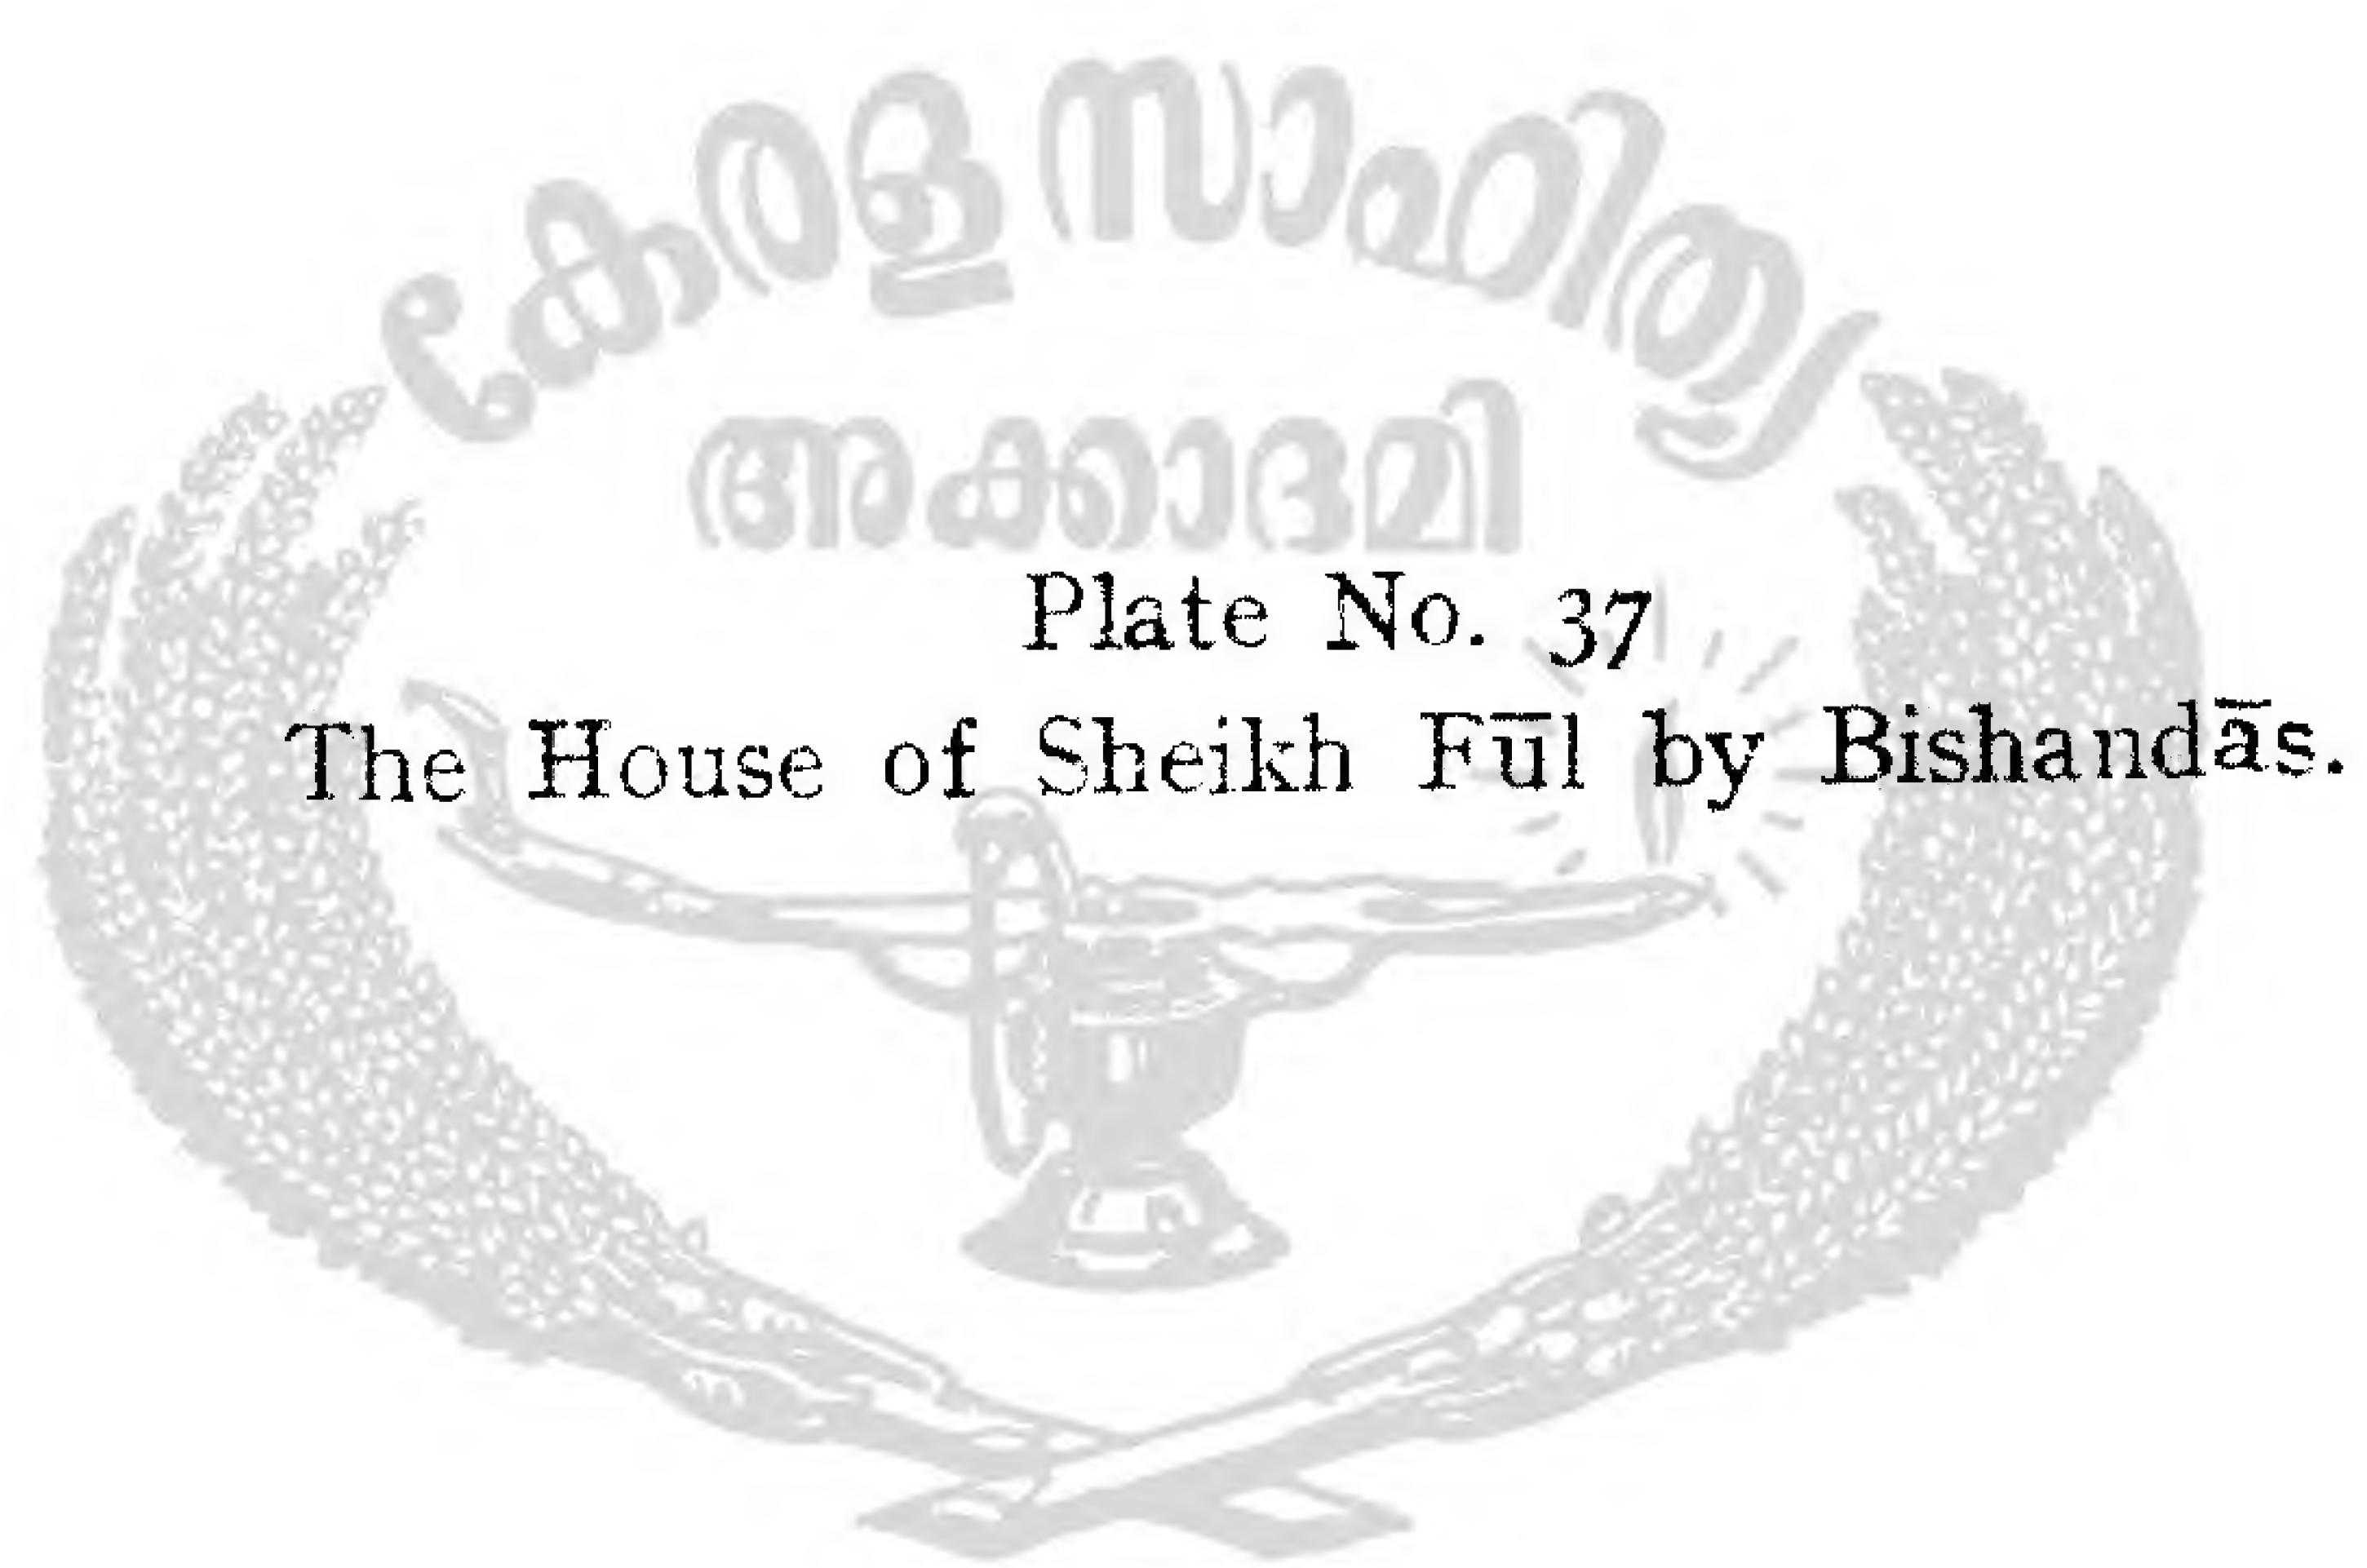 കേരള സാഹിത്യ
അക്കാദമി
Plate No. 37
The House of Sheikh Fūl by Bishandās.